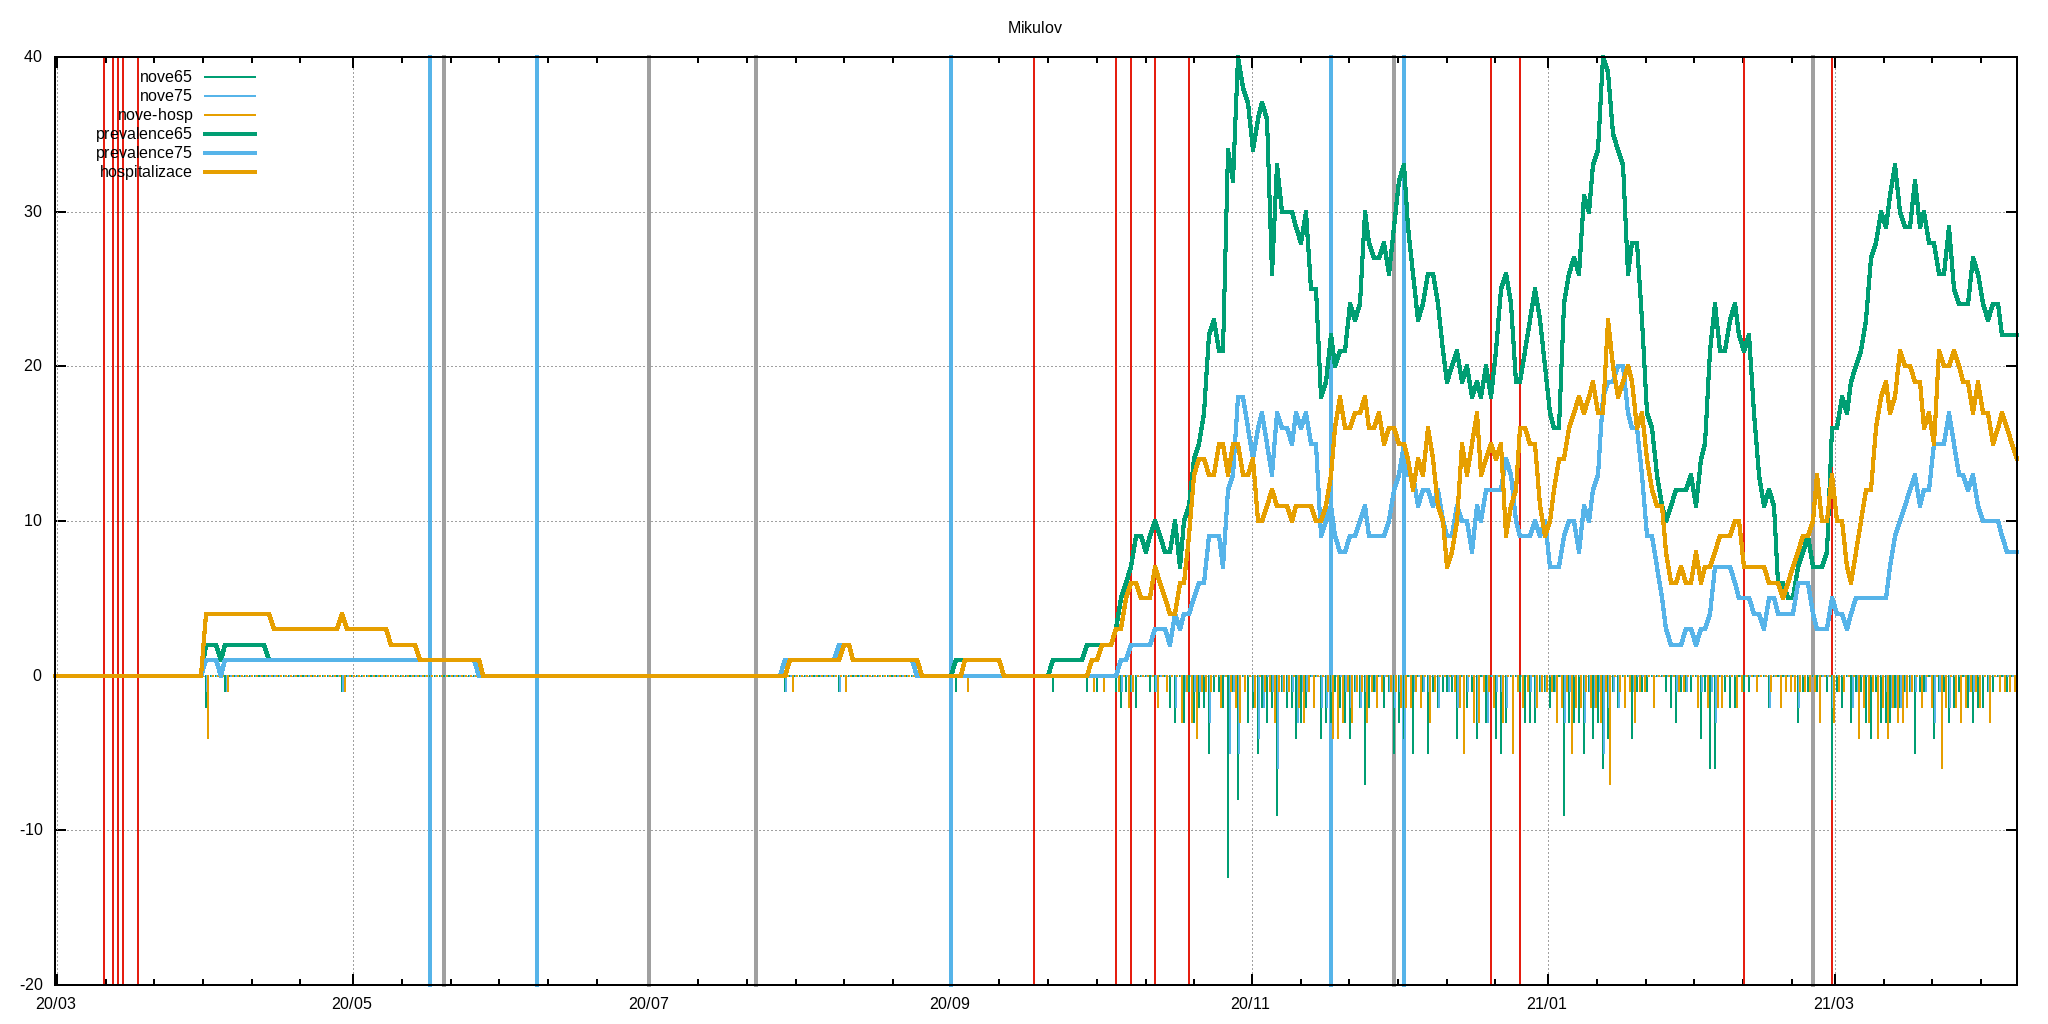 Mikulov
40
30
20
10
0
-10
-20
nove65
nove75
nove-hosp
prevalence65
prevalence75
hospitalizace
20/03 20/05 20/07 20/09 20/11 21/01 21/03